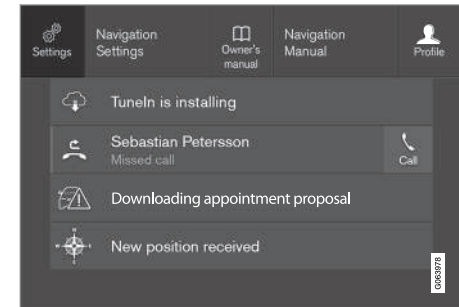 Settings
Navigation
Settings
Owner's
manual
Navigation
Manual
Profile
TuneIn is installing
Sebastian Petersson
Missed call
Call
Downloading appointment proposal
New position received
G063978